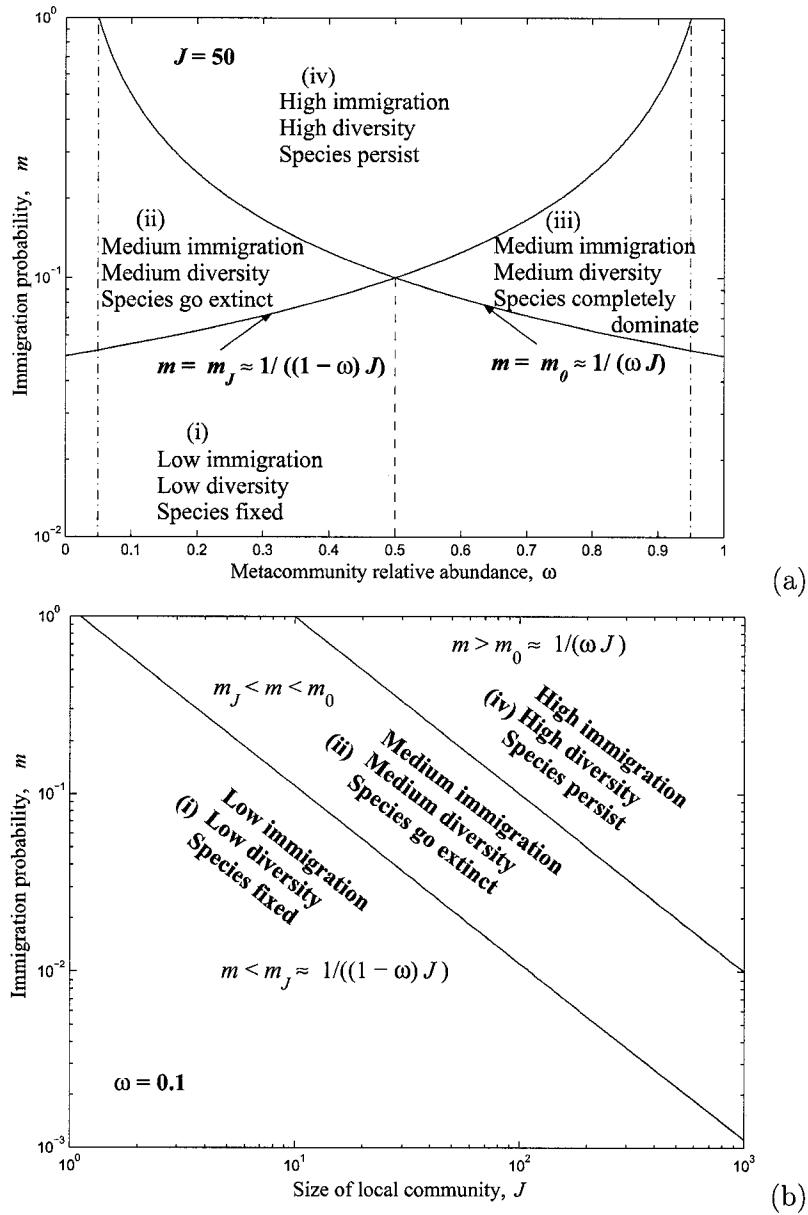 J = 50
(iv)
High immigration
High diversity
Species persist
(ii)
Medium immigration
Medium diversity
Species go extinct
(iii)
Medium immigration
Medium diversity
Species completely
dominate
m = m_J ≈ 1/ ((1 − ω) J)
m = m_0 ≈ 1/ (ω J)
(i)
Low immigration
Low diversity
Species fixed
Immigration probability, m
10^0
10^-1
10^-2
0 0.1 0.2 0.3 0.4 0.5 0.6 0.7 0.8 0.9 1
Metacommunity relative abundance, ω
(a)
m > m_0 ≈ 1/(ω J)
m_J < m < m_0
High immigration
(iv) High diversity
Species persist
Medium immigration
(ii) Medium diversity
Species go extinct
Low immigration
(i) Low diversity
Species fixed
m < m_J ≈ 1/((1 − ω) J)
ω = 0.1
Immigration probability, m
10^0
10^-1
10^-2
10^-3
10^0 10^1 10^2 10^3
Size of local community, J
(b)